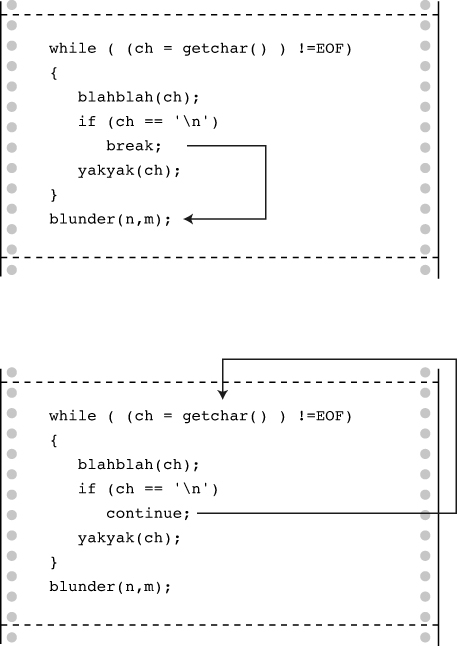 while ( (ch = getchar() ) !=EOF)
{
blahblah(ch);
if (ch == '\n')
break;
yakyak(ch);
}
blunder(n,m);
while ( (ch = getchar() ) !=EOF)
{
blahblah(ch);
if (ch == '\n')
continue;
yakyak(ch);
}
blunder(n,m);